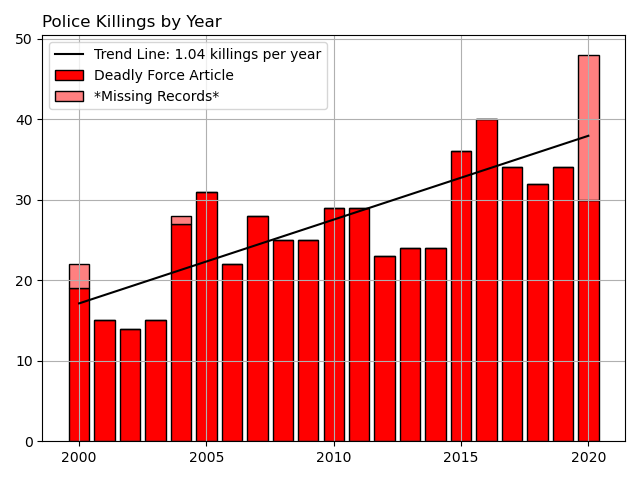 Police Killings by Year
Trend Line: 1.04 killings per year
Deadly Force Article
*Missing Records*
50
40
30
20
10
0
2000 2005 2010 2015 2020